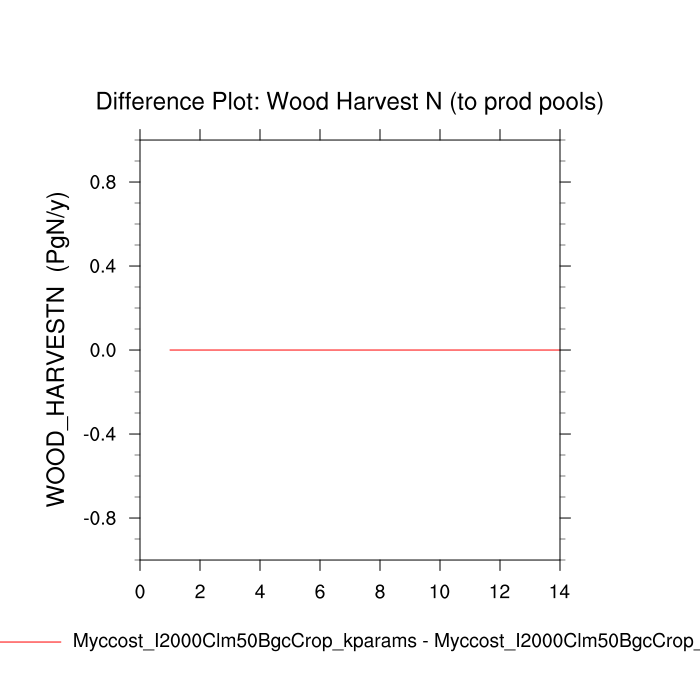 Difference Plot: Wood Harvest N (to prod pools)
WOOD_HARVESTN (PgN/y)
0.8
0.4
0.0
-0.4
-0.8
0 2 4 6 8 10 12 14
Myccost_I2000Clm50BgcCrop_kparams - Myccost_I2000Clm50BgcCrop_